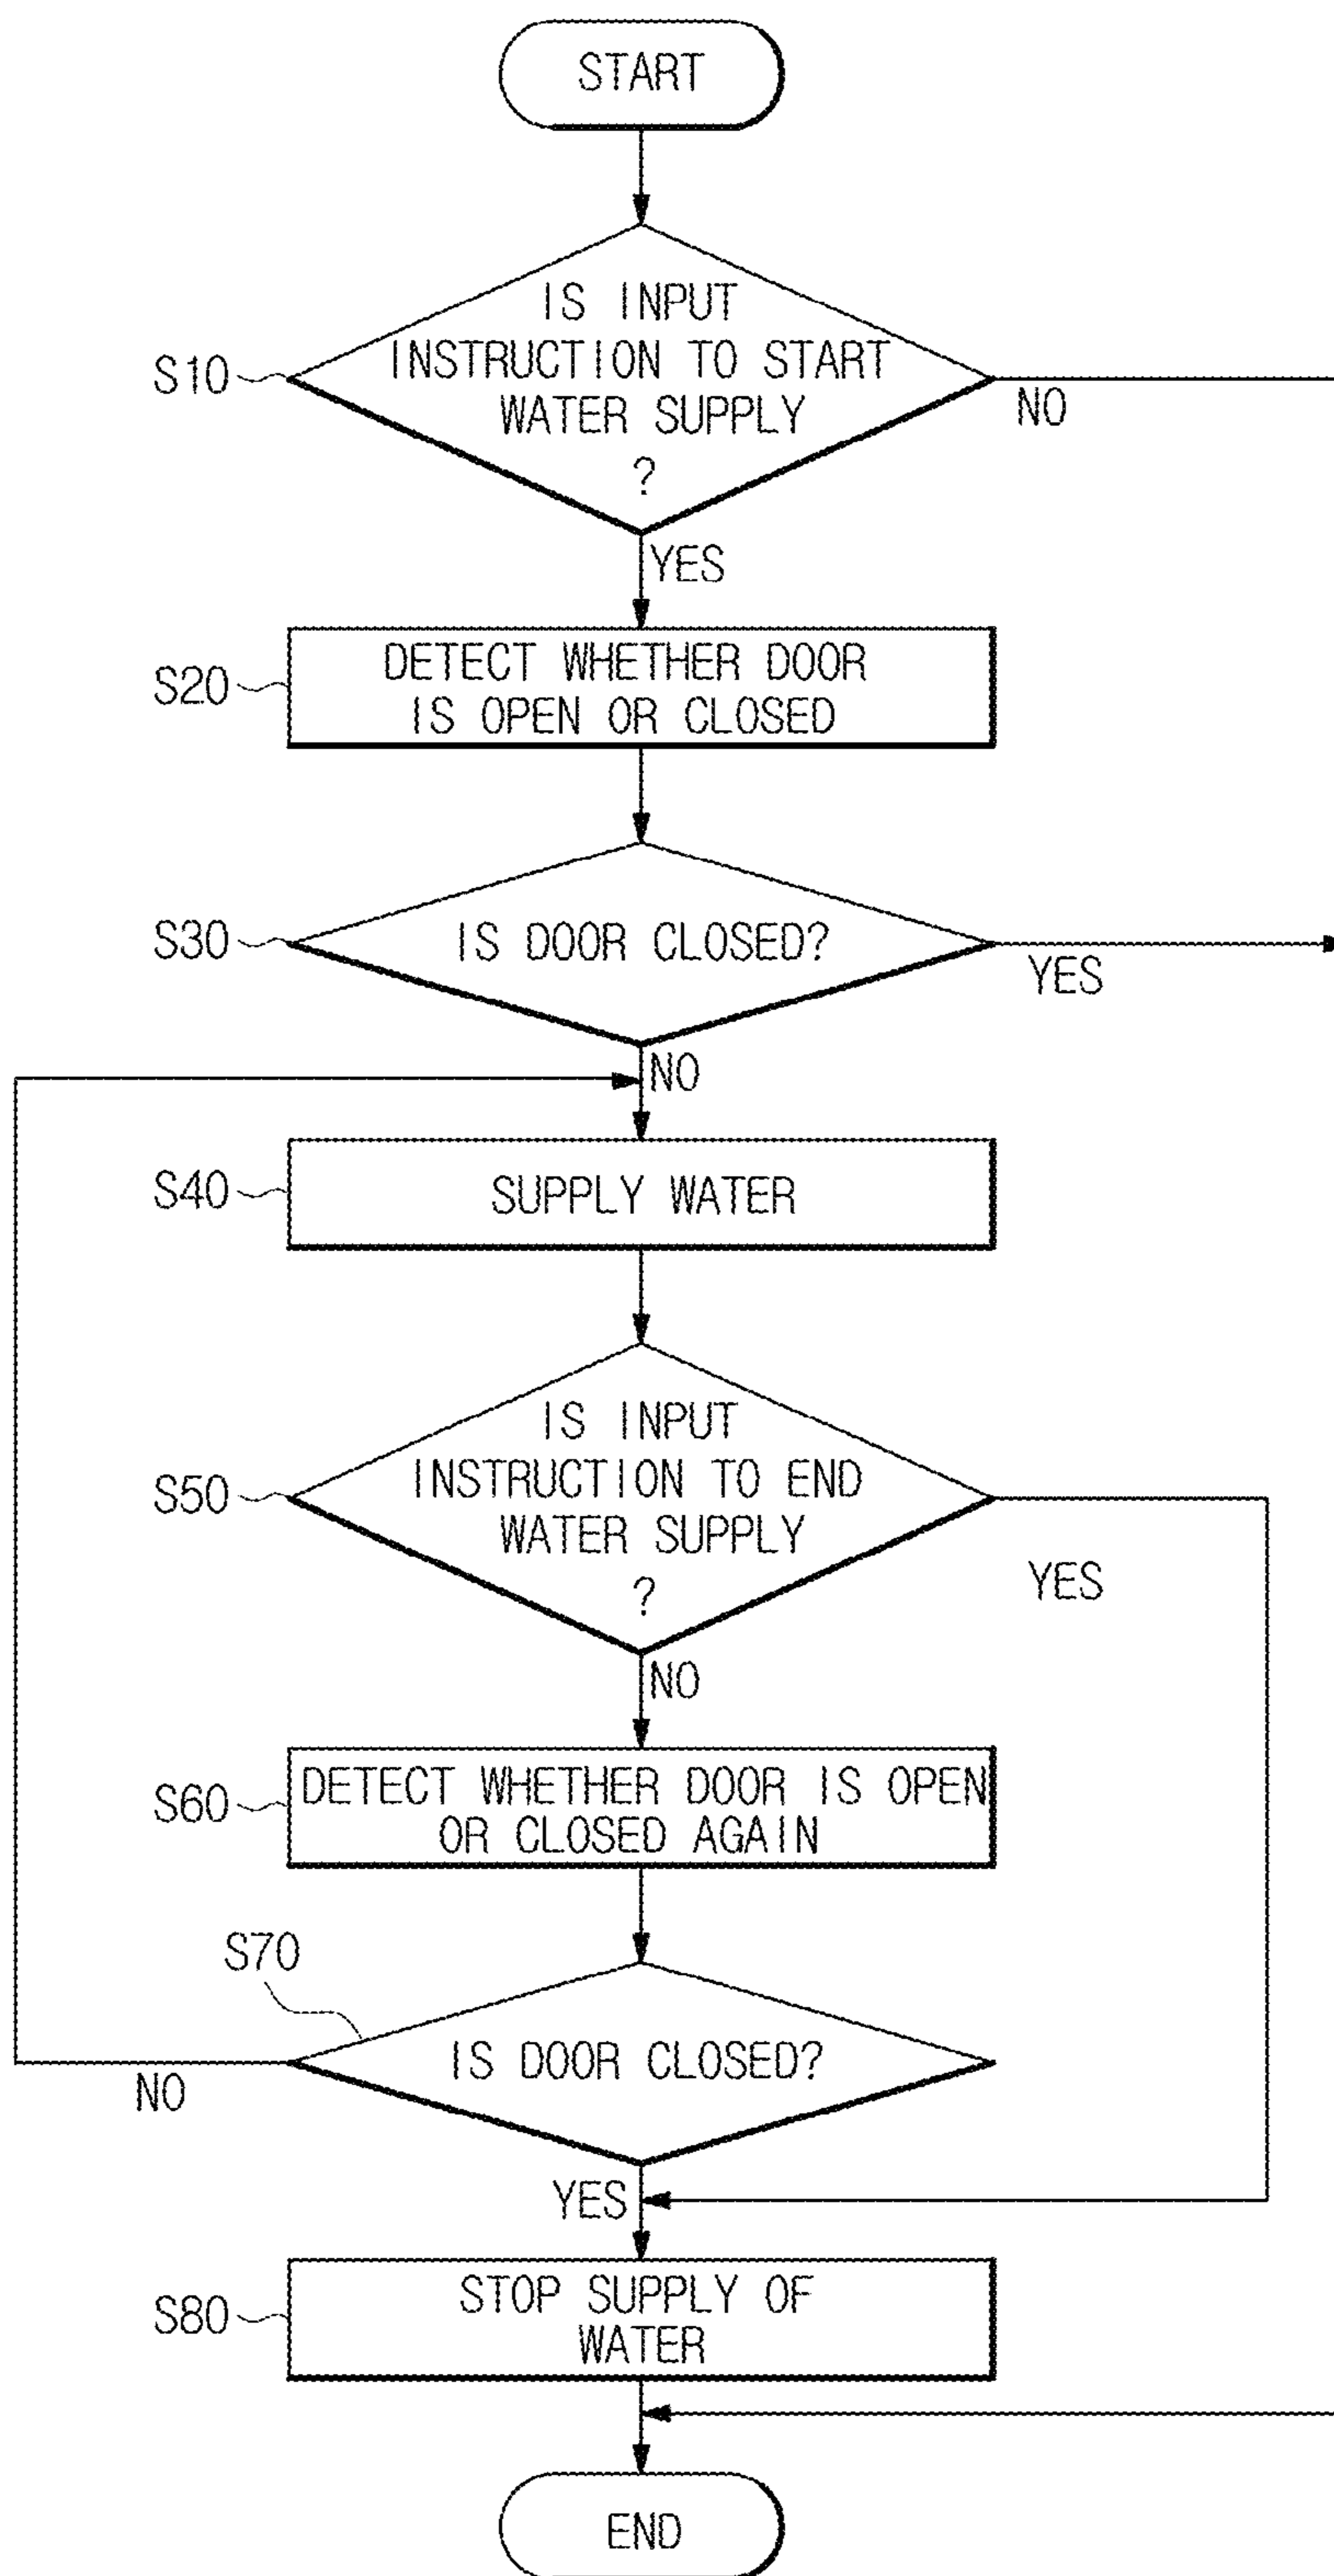 START
IS INPUT
INSTRUCTION TO START
WATER SUPPLY
?
S10
NO
YES
DETECT WHETHER DOOR
IS OPEN OR CLOSED
S20
IS DOOR CLOSED?
S30
YES
NO
SUPPLY WATER
S40
IS INPUT
INSTRUCTION TO END
WATER SUPPLY
?
S50
YES
NO
DETECT WHETHER DOOR IS OPEN
OR CLOSED AGAIN
S60
S70
IS DOOR CLOSED?
NO
YES
STOP SUPPLY OF
WATER
S80
END